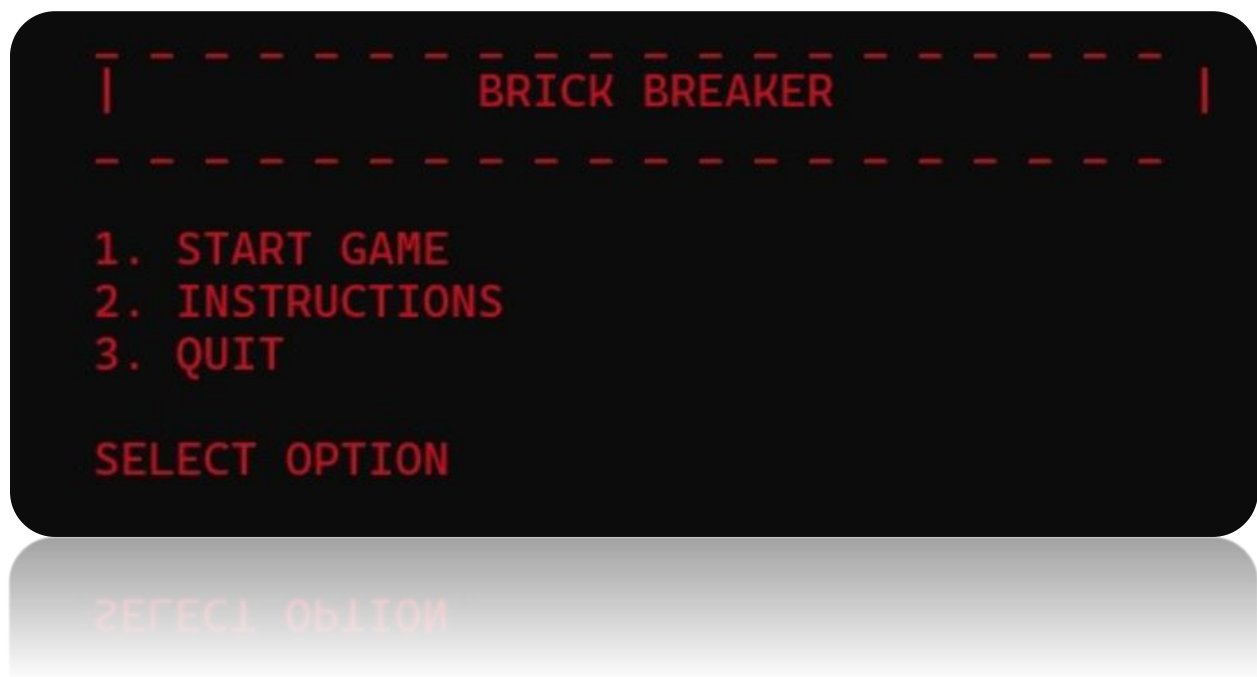 - - - - - - - - - - - - - - - - - - - -
| BRICK BREAKER |
- - - - - - - - - - - - - - - - - - - -
1. START GAME
2. INSTRUCTIONS
3. QUIT
SELECT OPTION